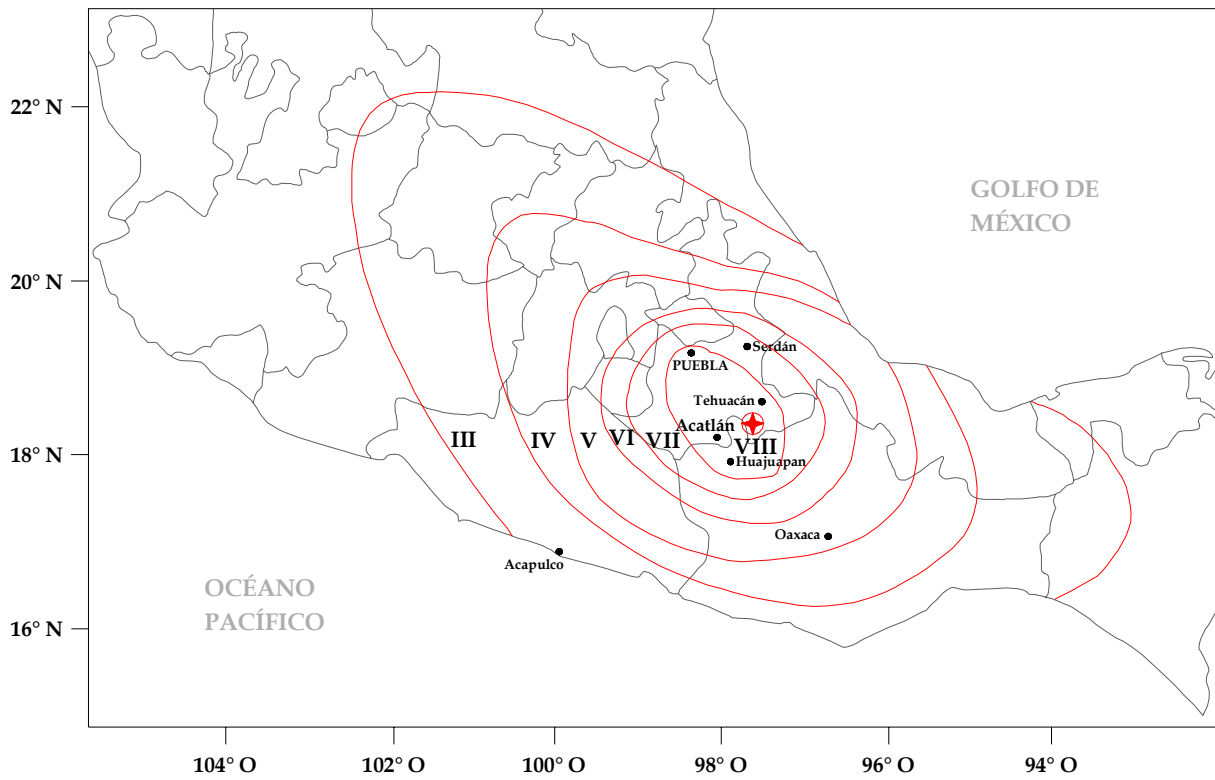 22° N
GOLFO DE
MÉXICO
20° N
Serdán
PUEBLA
Tehuacán
Acatlán
III
IV
V
VI
VII
VIII
18° N
Huajuapan
Oaxaca
Acapulco
OCÉANO
PACÍFICO
16° N
104° O
102° O
100° O
98° O
96° O
94° O